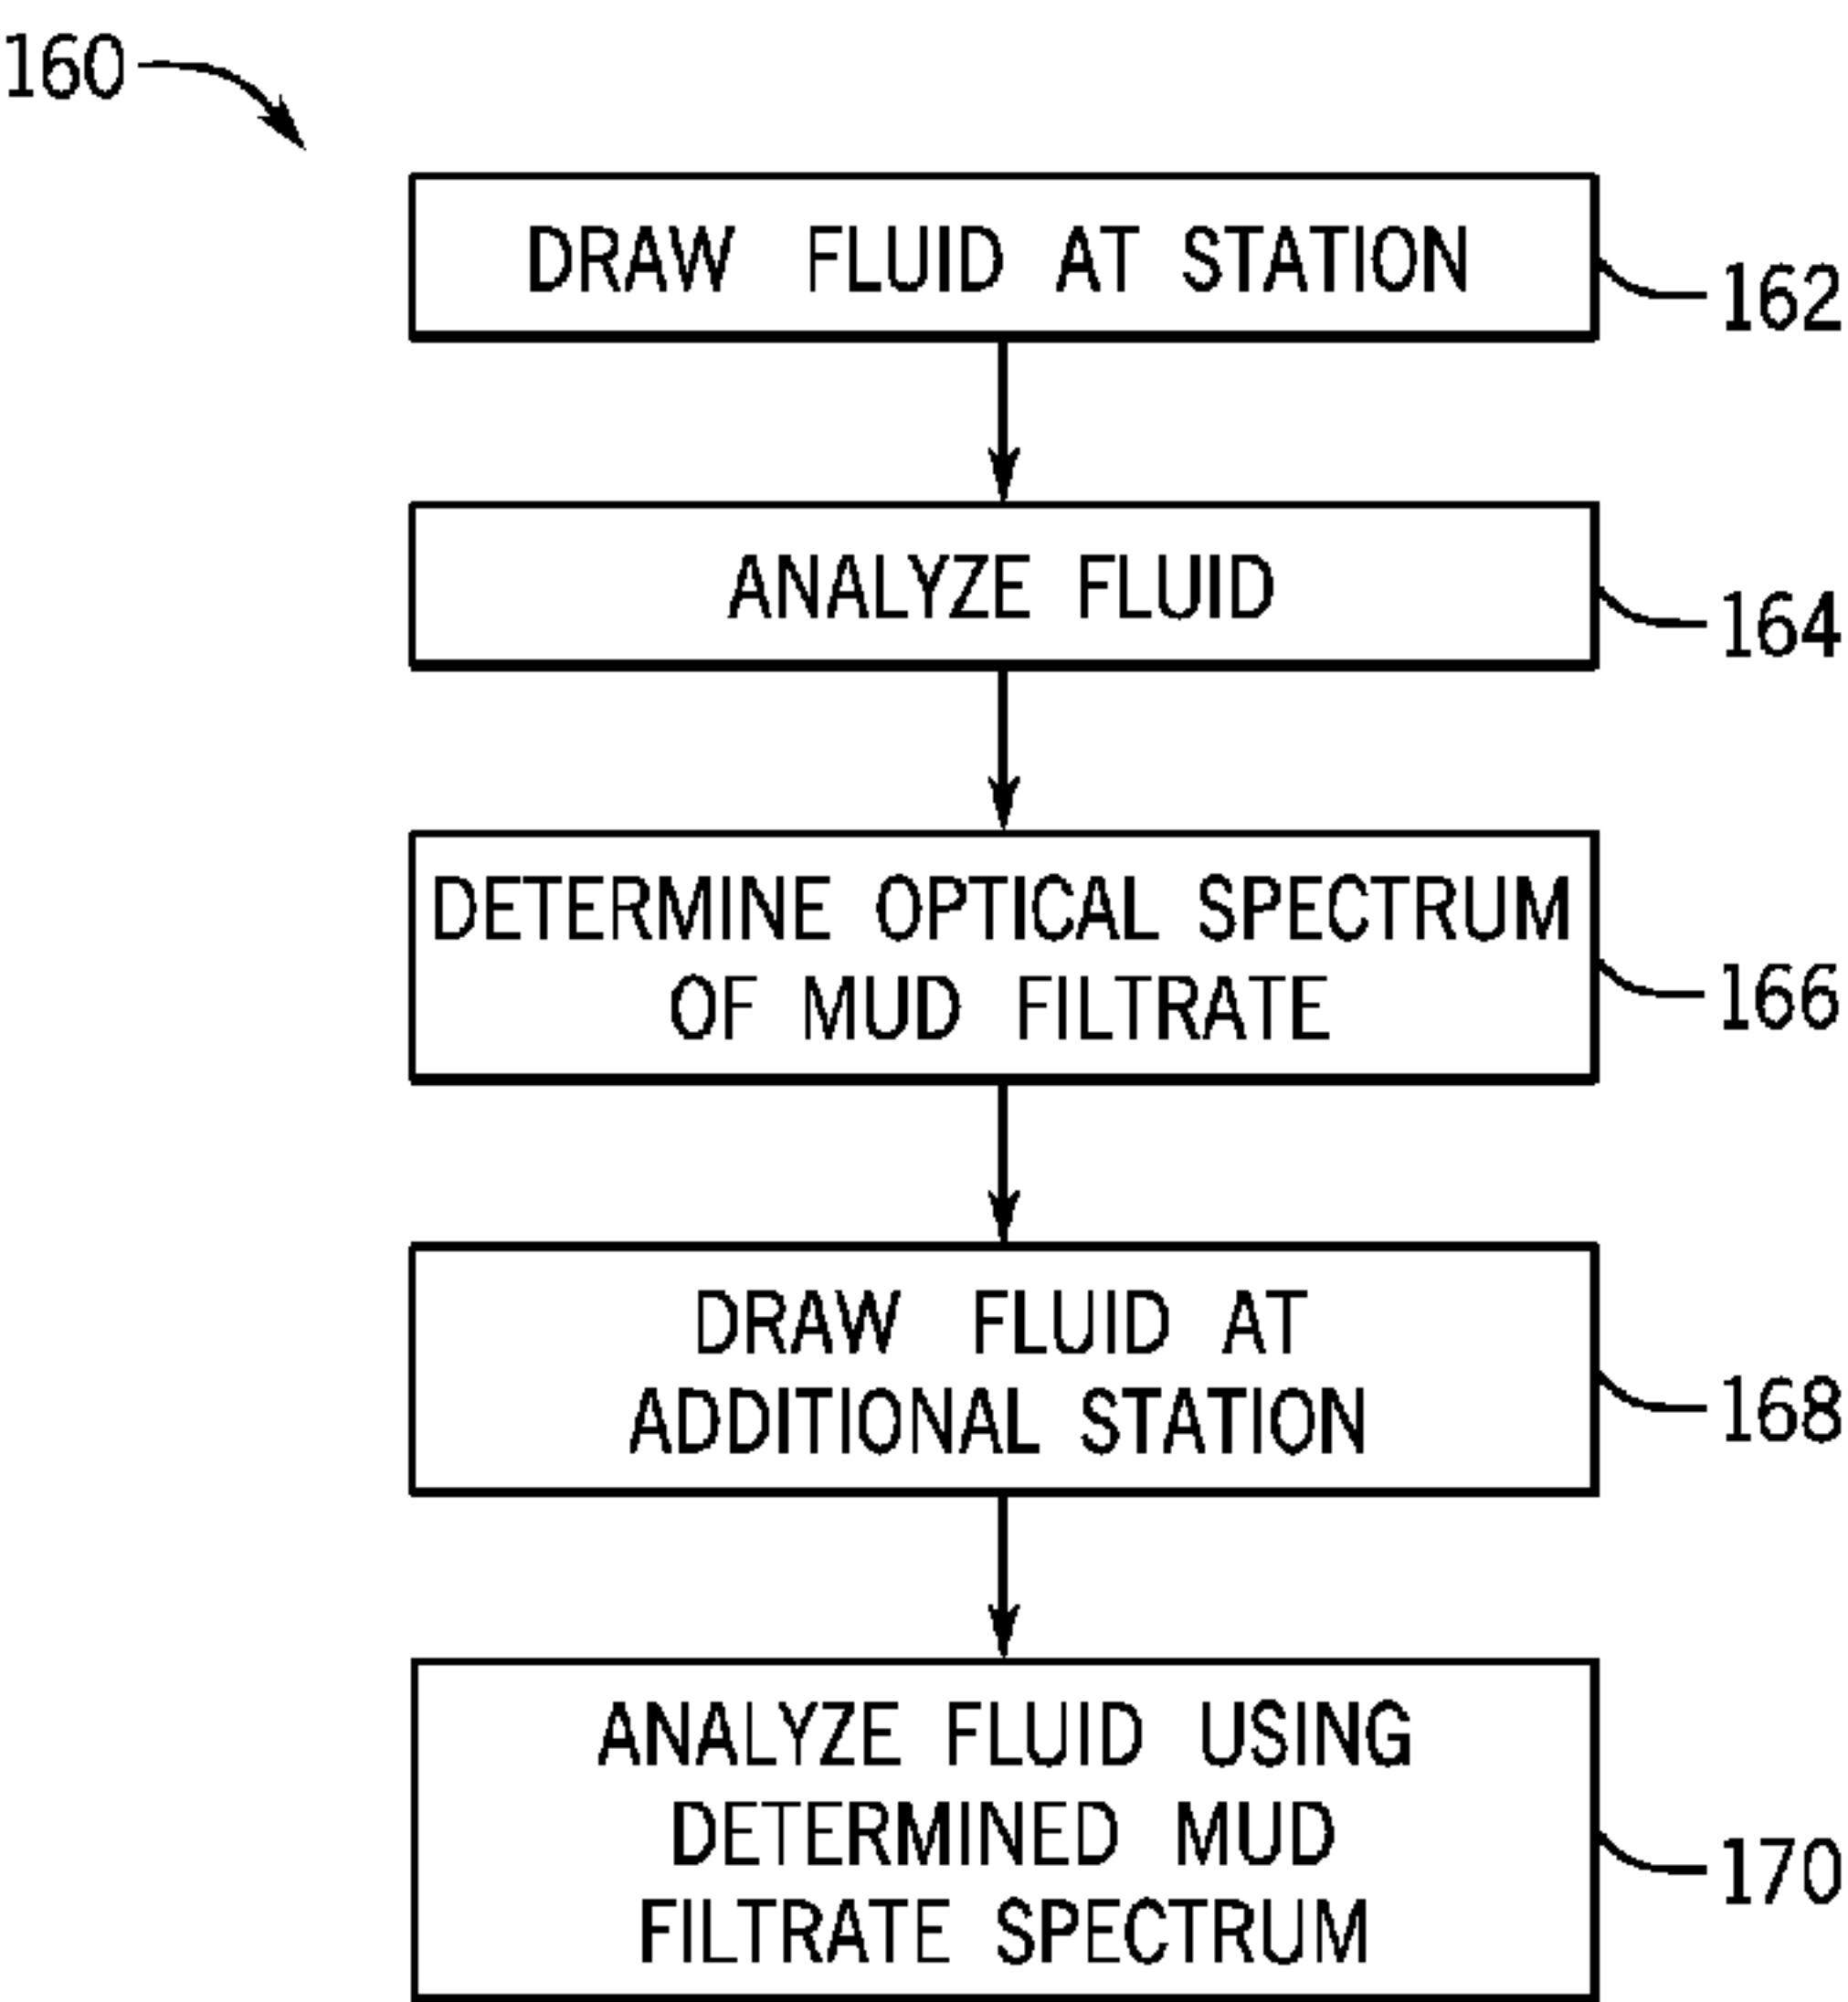 160
DRAW FLUID AT STATION
162
ANALYZE FLUID
164
DETERMINE OPTICAL SPECTRUM
OF MUD FILTRATE
166
DRAW FLUID AT
ADDITIONAL STATION
168
ANALYZE FLUID USING
DETERMINED MUD
FILTRATE SPECTRUM
170